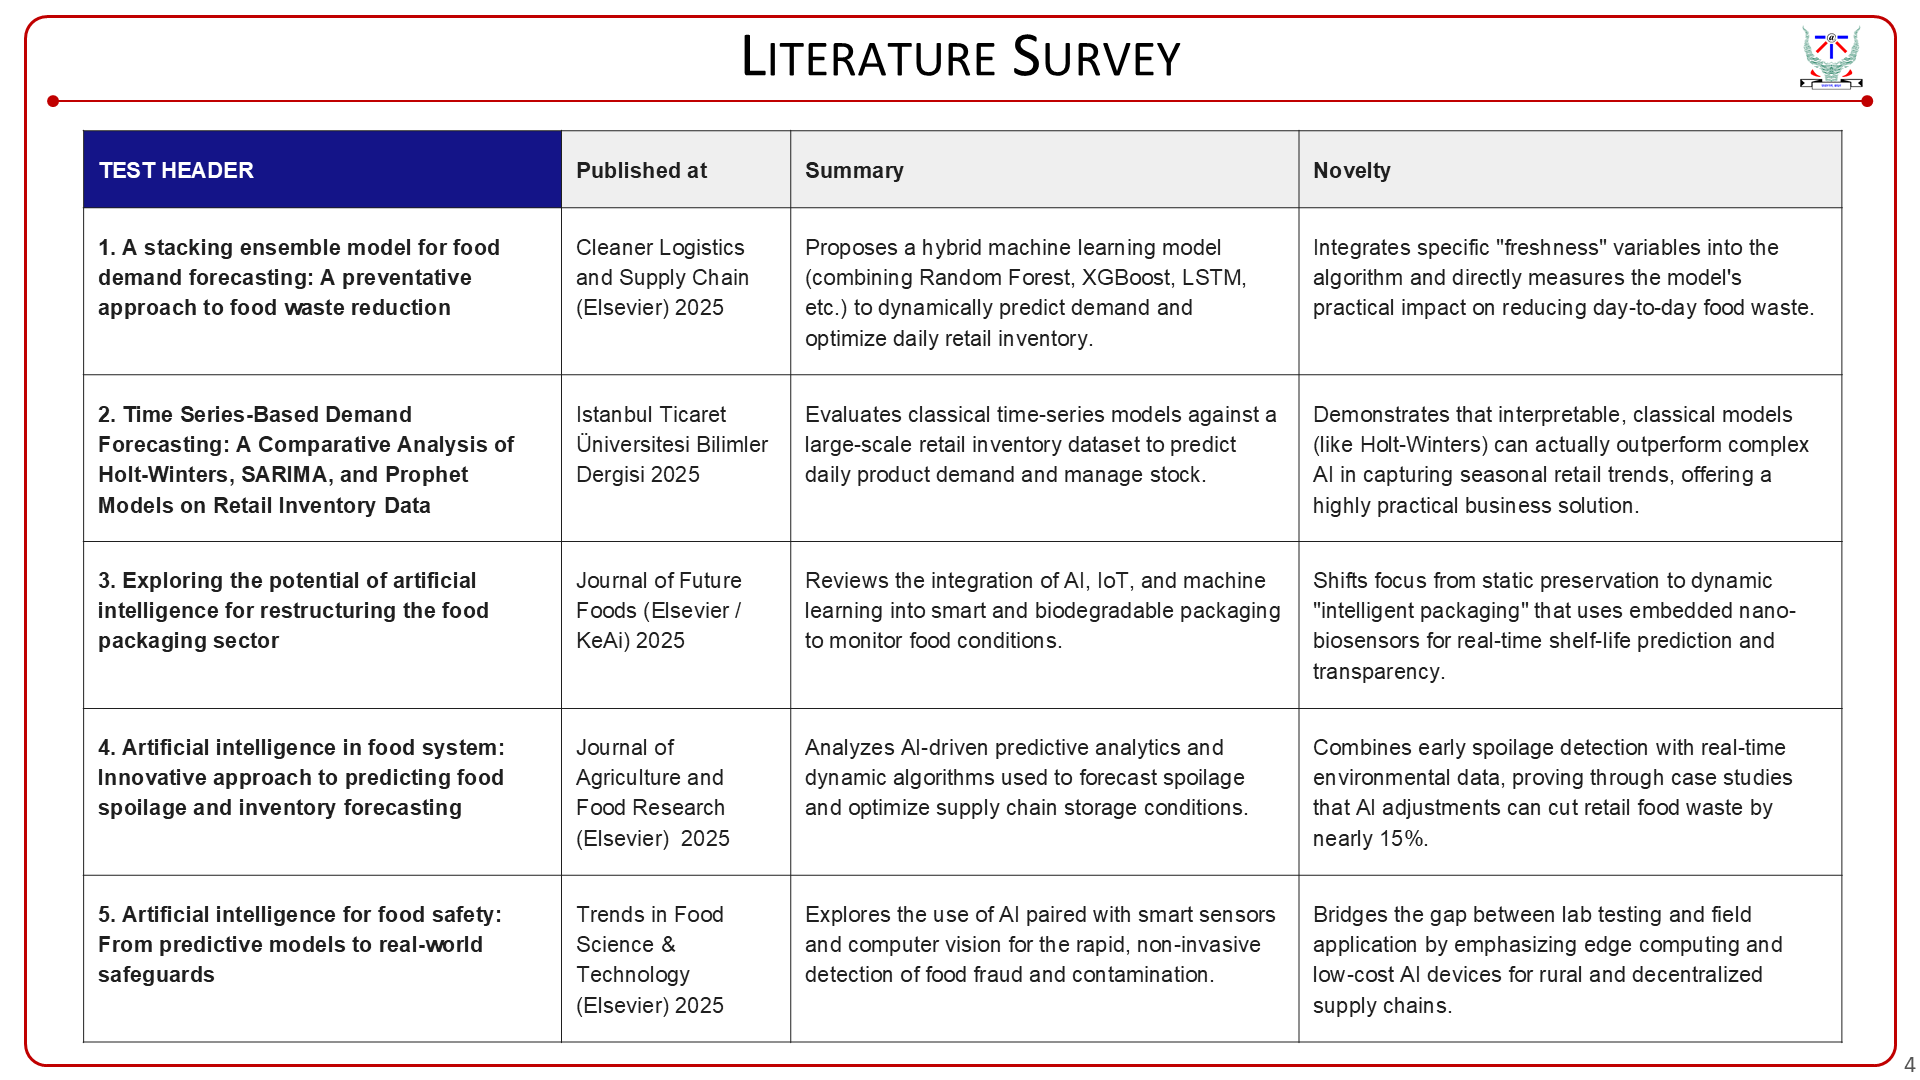 LITERATURE SURVEY
TEST HEADER
Published at
Summary
Novelty
1. A stacking ensemble model for food
demand forecasting: A preventative
approach to food waste reduction
Cleaner Logistics
and Supply Chain
(Elsevier) 2025
Proposes a hybrid machine learning model
(combining Random Forest, XGBoost, LSTM,
etc.) to dynamically predict demand and
optimize daily retail inventory.
Integrates specific "freshness" variables into the
algorithm and directly measures the model's
practical impact on reducing day-to-day food waste.
2. Time Series-Based Demand
Forecasting: A Comparative Analysis of
Holt-Winters, SARIMA, and Prophet
Models on Retail Inventory Data
Istanbul Ticaret
Üniversitesi Bilimler
Dergisi 2025
Evaluates classical time-series models against a
large-scale retail inventory dataset to predict
daily product demand and manage stock.
Demonstrates that interpretable, classical models
(like Holt-Winters) can actually outperform complex
AI in capturing seasonal retail trends, offering a
highly practical business solution.
3. Exploring the potential of artificial
intelligence for restructuring the food
packaging sector
Journal of Future
Foods (Elsevier /
KeAi) 2025
Reviews the integration of AI, IoT, and machine
learning into smart and biodegradable packaging
to monitor food conditions.
Shifts focus from static preservation to dynamic
"intelligent packaging" that uses embedded nano-
biosensors for real-time shelf-life prediction and
transparency.
4. Artificial intelligence in food system:
Innovative approach to predicting food
spoilage and inventory forecasting
Journal of
Agriculture and
Food Research
(Elsevier)  2025
Analyzes AI-driven predictive analytics and
dynamic algorithms used to forecast spoilage
and optimize supply chain storage conditions.
Combines early spoilage detection with real-time
environmental data, proving through case studies
that AI adjustments can cut retail food waste by
nearly 15%.
5. Artificial intelligence for food safety:
From predictive models to real-world
safeguards
Trends in Food
Science &
Technology
(Elsevier) 2025
Explores the use of AI paired with smart sensors
and computer vision for the rapid, non-invasive
detection of food fraud and contamination.
Bridges the gap between lab testing and field
application by emphasizing edge computing and
low-cost AI devices for rural and decentralized
supply chains.
4